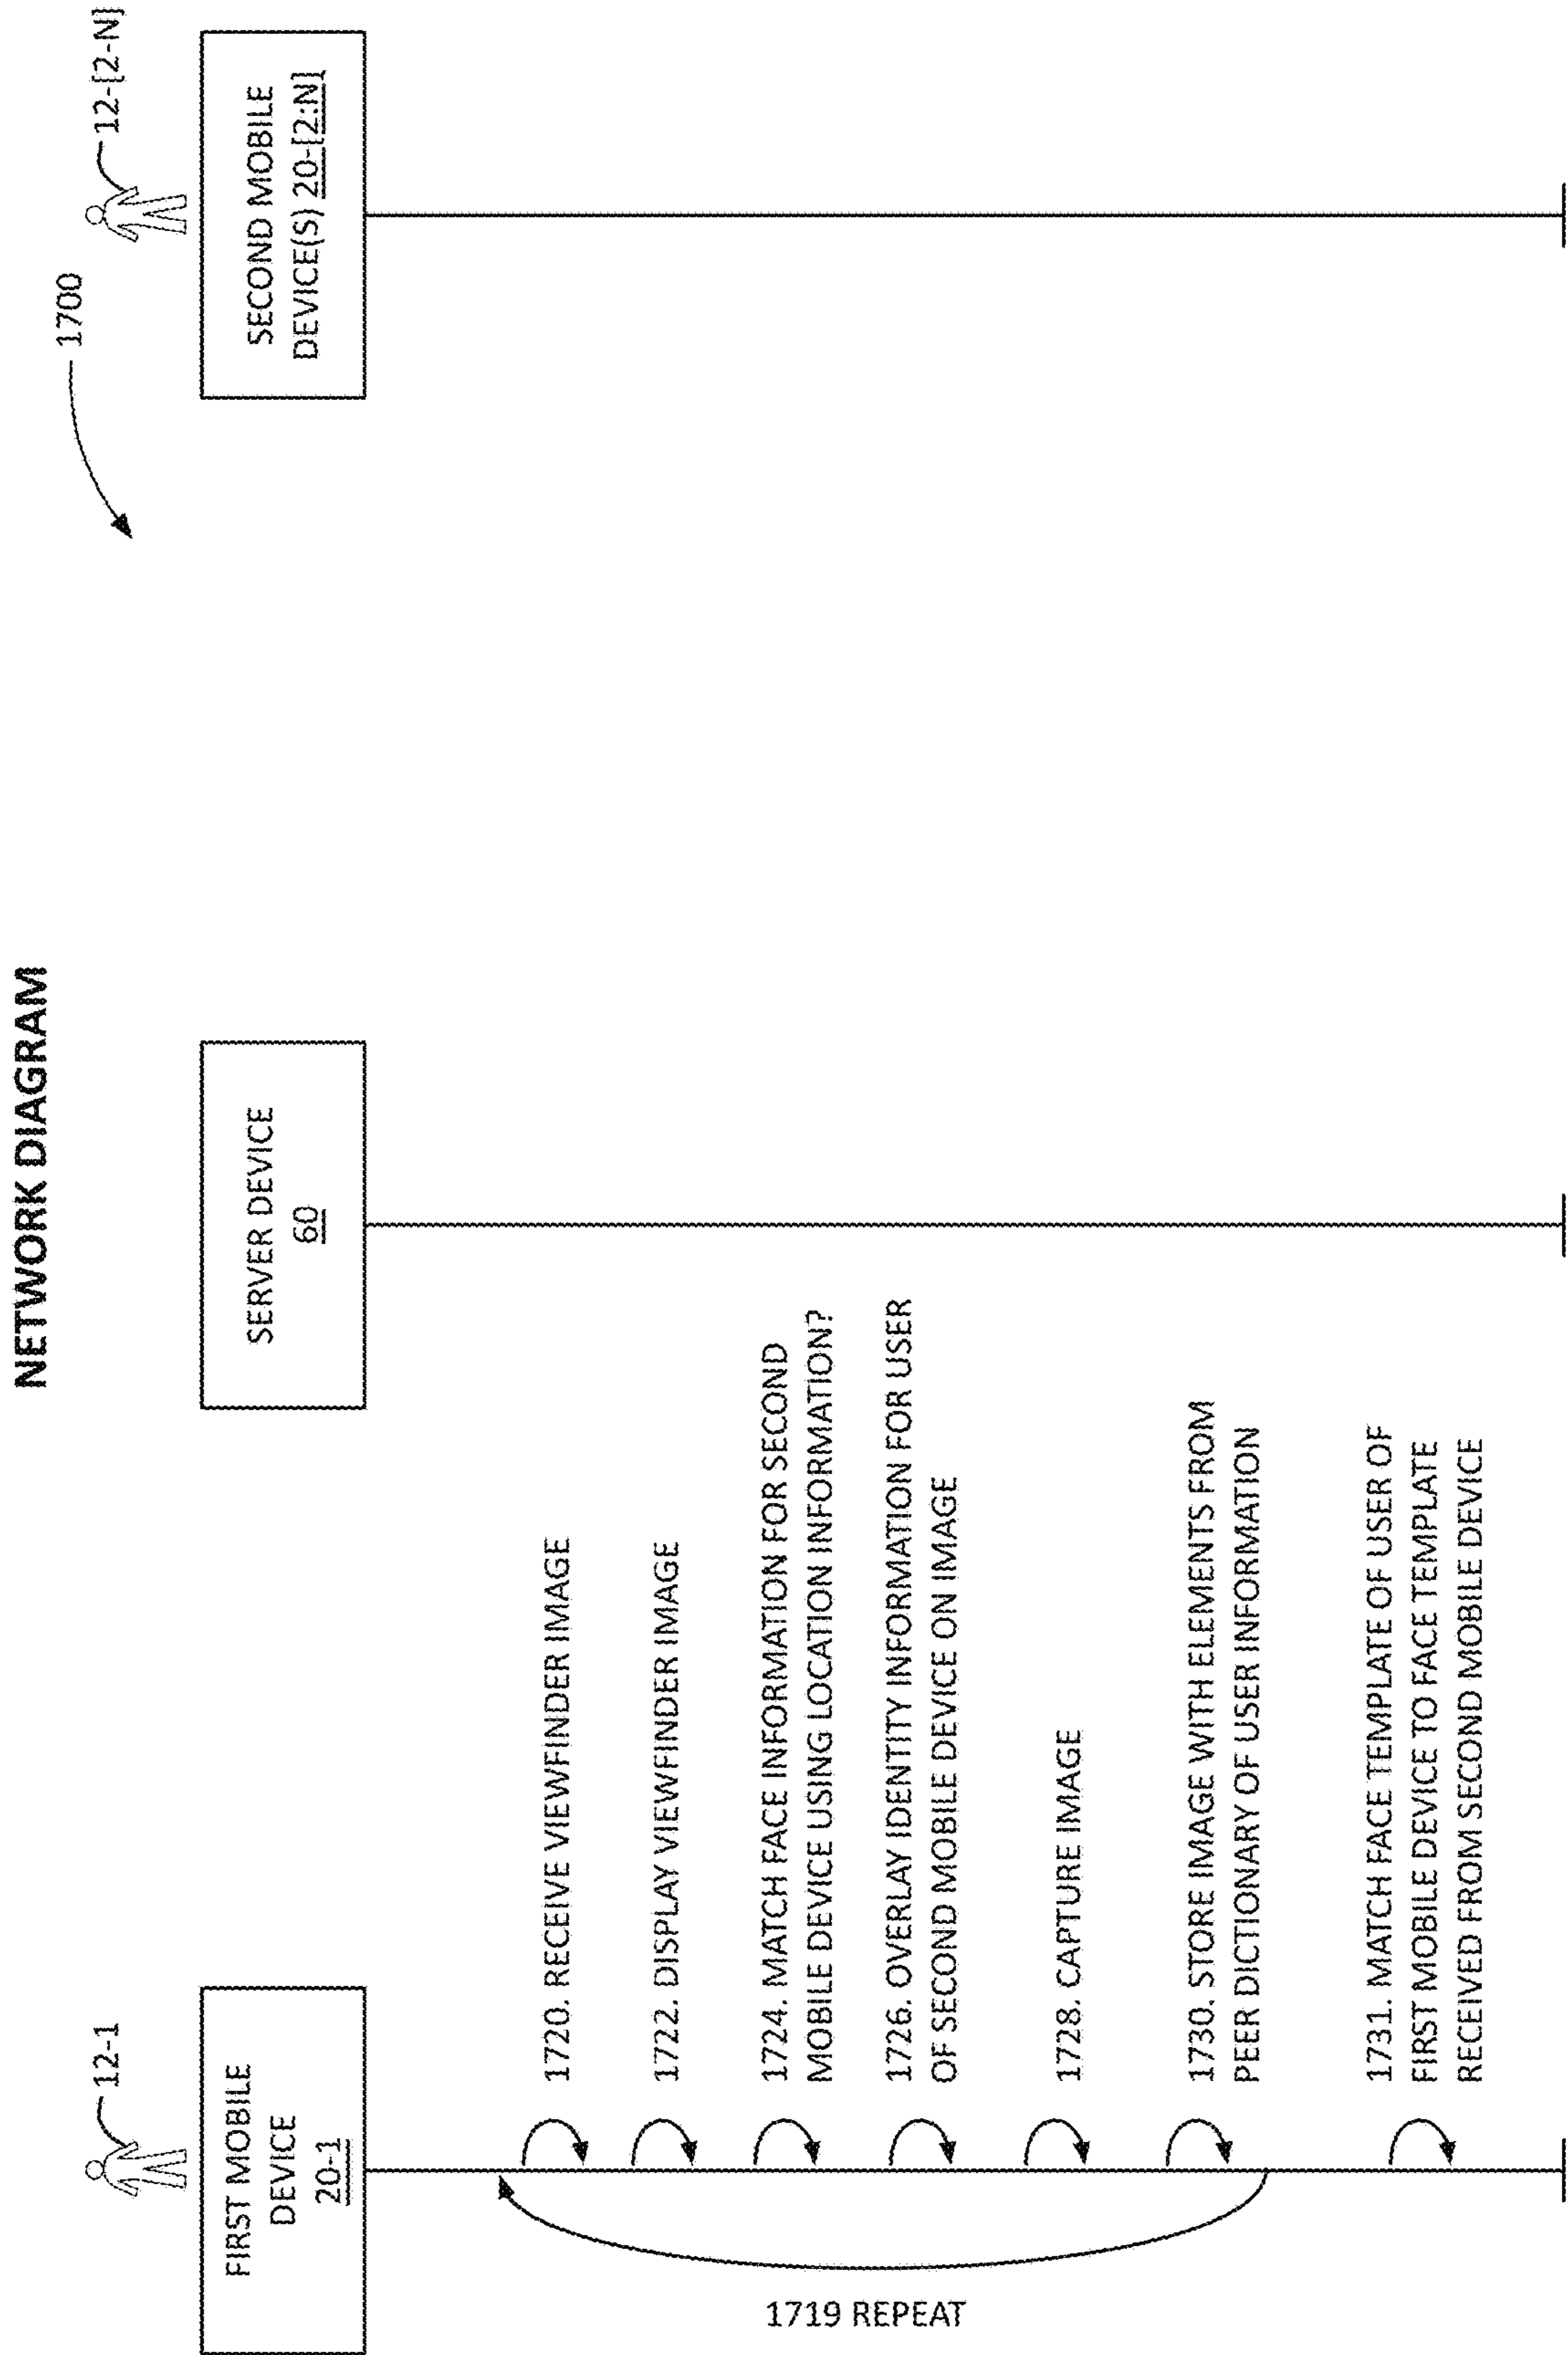 NETWORK DIAGRAM
1700
12-1
12-[2-N]
FIRST MOBILE
DEVICE
20-1
SERVER DEVICE
60
SECOND MOBILE
DEVICE(S) 20-[2:N]
1719 REPEAT
1720. RECEIVE VIEWFINDER IMAGE
1722. DISPLAY VIEWFINDER IMAGE
1724. MATCH FACE INFORMATION FOR SECOND
MOBILE DEVICE USING LOCATION INFORMATION?
1726. OVERLAY IDENTITY INFORMATION FOR USER
OF SECOND MOBILE DEVICE ON IMAGE
1728. CAPTURE IMAGE
1730. STORE IMAGE WITH ELEMENTS FROM
PEER DICTIONARY OF USER INFORMATION
1731. MATCH FACE TEMPLATE OF USER OF
FIRST MOBILE DEVICE TO FACE TEMPLATE
RECEIVED FROM SECOND MOBILE DEVICE